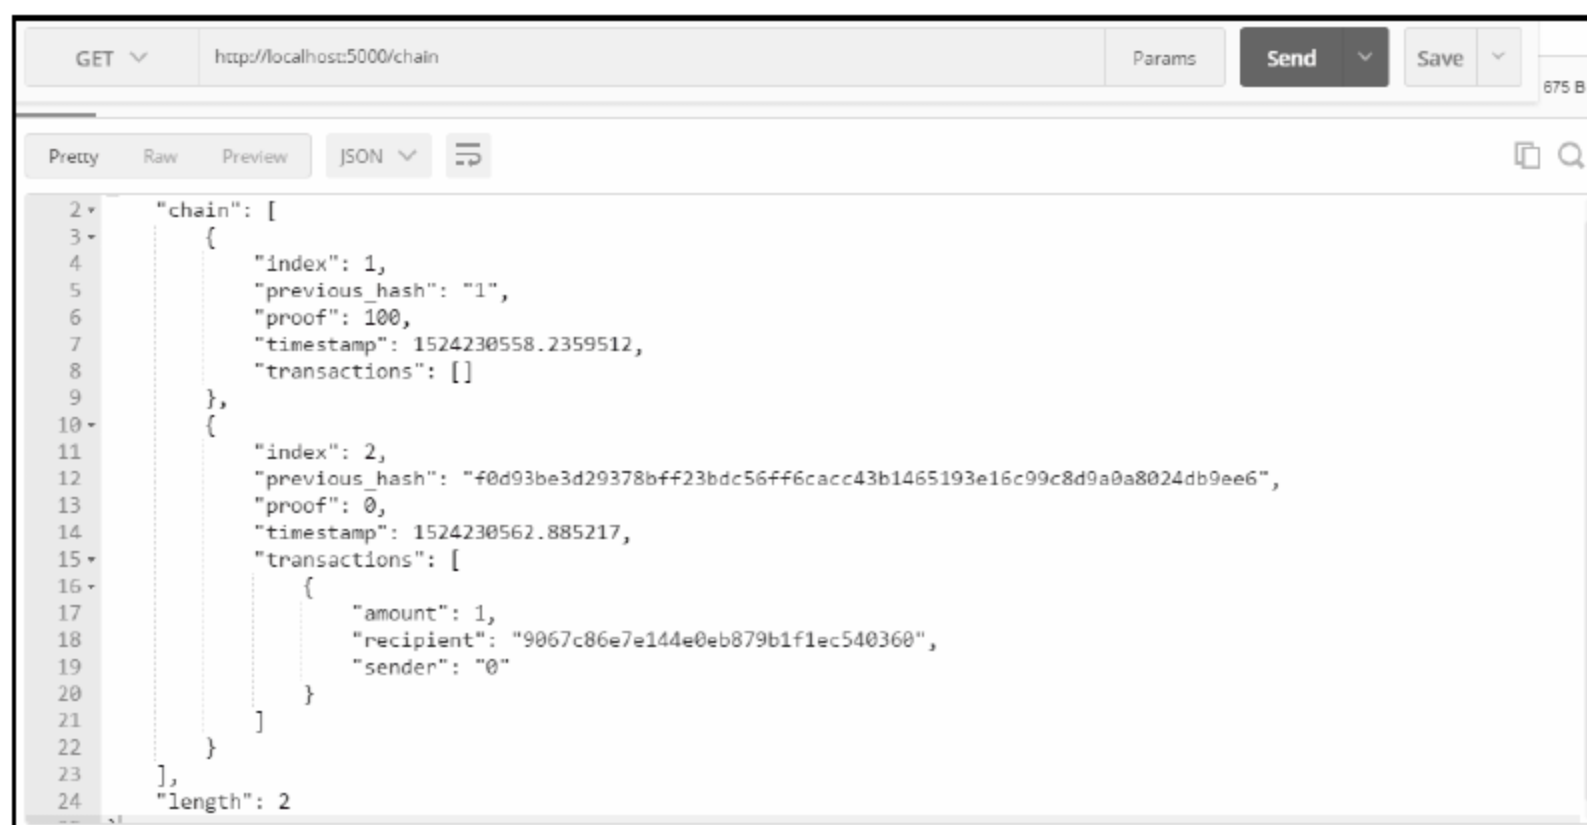 GET http://localhost:5000/chain Params Send Save
675 B
Pretty Raw Preview JSON
2 "chain": [
3 {
4 "index": 1,
5 "previous_hash": "1",
6 "proof": 100,
7 "timestamp": 1524230558.2359512,
8 "transactions": []
9 },
10 {
11 "index": 2,
12 "previous_hash": "f0d93be3d29378bff23bdc56ff6cacc43b1465193e16c99c8d9a0a8024db9ee6",
13 "proof": 0,
14 "timestamp": 1524230562.885217,
15 "transactions": [
16 {
17 "amount": 1,
18 "recipient": "9067c86e7e144e0eb879b1f1ec540360",
19 "sender": "0"
20 }
21 ]
22 }
23 ],
24 "length": 2